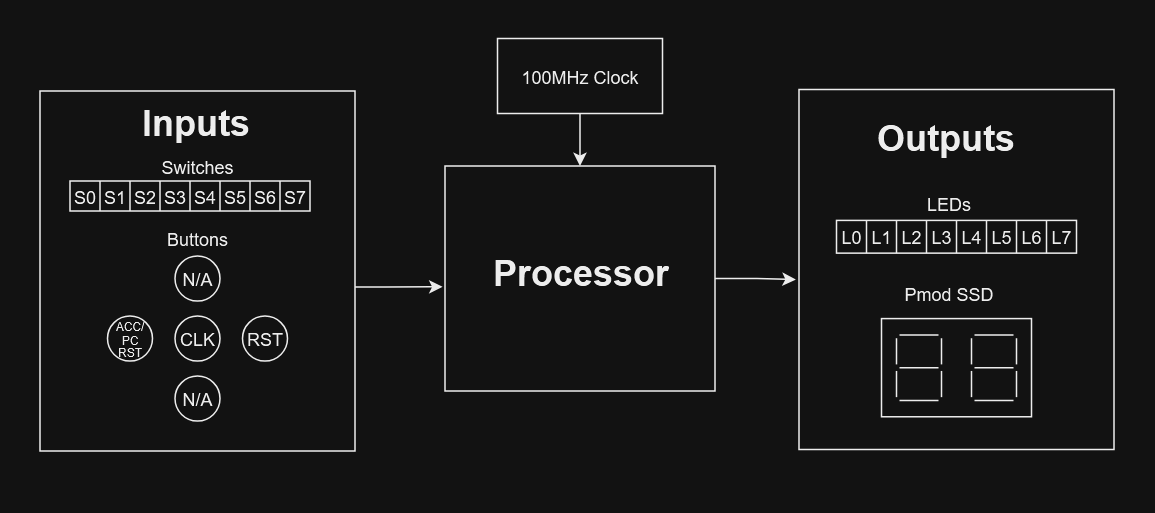 100MHz Clock
Inputs
Switches
S0 S1 S2 S3 S4 S5 S6 S7
Buttons
N/A
ACC/
PC
RST
CLK
RST
N/A
Processor
Outputs
LEDs
L0 L1 L2 L3 L4 L5 L6 L7
Pmod SSD